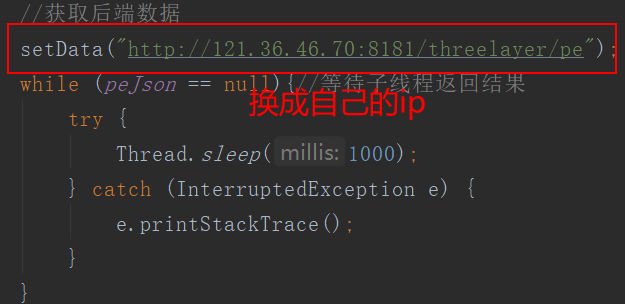 //获取后端数据
setData("http://121.36.46.70:8181/threelayer/pe");
while (peJson == null){//等待子线程返回结果
换成自己的ip
try {
Thread.sleep( millis: 1000);
} catch (InterruptedException e) {
e.printStackTrace();
}
}